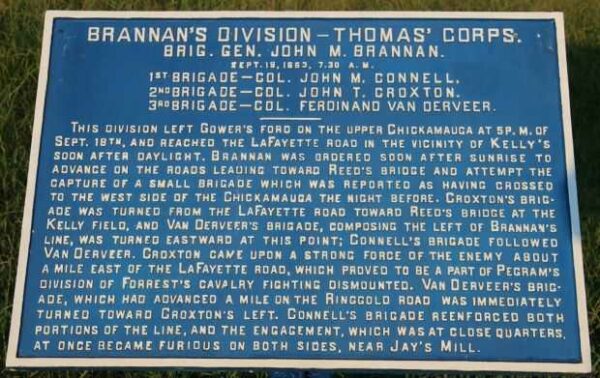 BRANNAN'S DIVISION – THOMAS' CORPS.
BRIG. GEN. JOHN M. BRANNAN.
SEPT. 19, 1863, 7.30 A. M.
1ST BRIGADE—COL. JOHN M. CONNELL.
2ND BRIGADE—COL. JOHN T. CROXTON.
3RD BRIGADE—COL. FERDINAND VAN DERVEER.
THIS DIVISION LEFT GOWER'S FORD ON THE UPPER CHICKAMAUGA AT 5 P. M. OF
SEPT. 18TH, AND REACHED THE LAFAYETTE ROAD IN THE VICINITY OF KELLY'S
SOON AFTER DAYLIGHT. BRANNAN WAS ORDERED SOON AFTER SUNRISE TO
ADVANCE ON THE ROADS LEADING TOWARD REED'S BRIDGE AND ATTEMPT THE
CAPTURE OF A SMALL BRIGADE WHICH WAS REPORTED AS HAVING CROSSED
TO THE WEST SIDE OF THE CHICKAMAUGA THE NIGHT BEFORE. CROXTON'S BRIG-
ADE WAS TURNED FROM THE LAFAYETTE ROAD TOWARD REED'S BRIDGE AT THE
KELLY FIELD, AND VAN DERVEER'S BRIGADE, COMPOSING THE LEFT OF BRANNAN'S
LINE, WAS TURNED EASTWARD AT THIS POINT; CONNELL'S BRIGADE FOLLOWED
VAN DERVEER. CROXTON CAME UPON A STRONG FORCE OF THE ENEMY ABOUT
A MILE EAST OF THE LAFAYETTE ROAD, WHICH PROVED TO BE A PART OF PEGRAM'S
DIVISION OF FORREST'S CAVALRY FIGHTING DISMOUNTED. VAN DERVEER'S BRIG-
ADE, WHICH HAD ADVANCED A MILE ON THE RINGGOLD ROAD WAS IMMEDIATELY
TURNED TOWARD CROXTON'S LEFT. CONNELL'S BRIGADE REENFORCED BOTH
PORTIONS OF THE LINE, AND THE ENGAGEMENT, WHICH WAS AT CLOSE QUARTERS,
AT ONCE BECAME FURIOUS ON BOTH SIDES, NEAR JAY'S MILL.